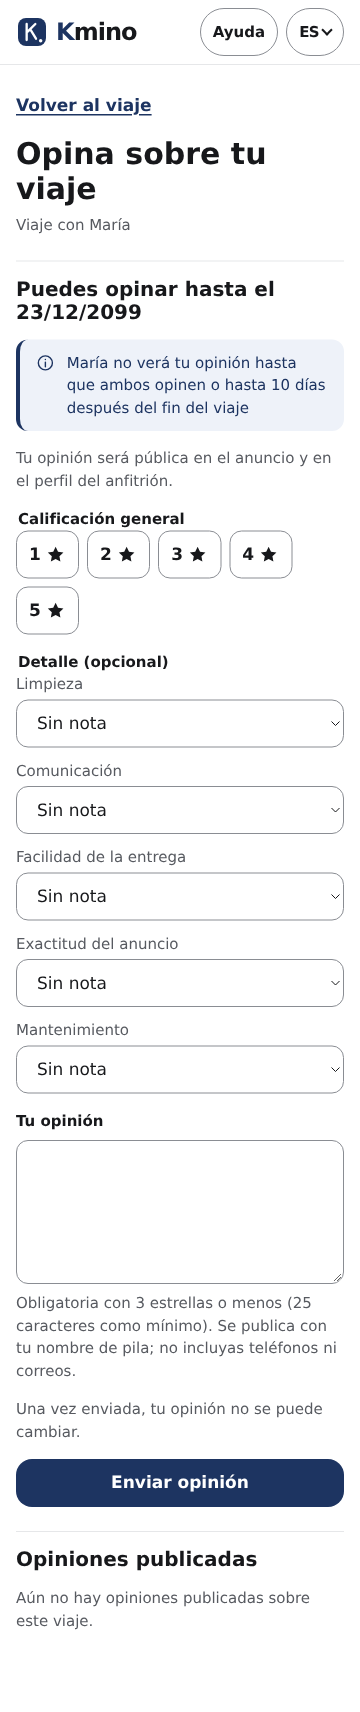 K. Kmino
Ayuda
ES
Volver al viaje
Opina sobre tu
viaje
Viaje con María
Puedes opinar hasta el
23/12/2099
María no verá tu opinión hasta
que ambos opinen o hasta 10 días
después del fin del viaje
Tu opinión será pública en el anuncio y en
el perfil del anfitrión.
Calificación general
1 ★
2 ★
3 ★
4 ★
5 ★
Detalle (opcional)
Limpieza
Sin nota
Comunicación
Sin nota
Facilidad de la entrega
Sin nota
Exactitud del anuncio
Sin nota
Mantenimiento
Sin nota
Tu opinión
Obligatoria con 3 estrellas o menos (25
caracteres como mínimo). Se publica con
tu nombre de pila; no incluyas teléfonos ni
correos.
Una vez enviada, tu opinión no se puede
cambiar.
Enviar opinión
Opiniones publicadas
Aún no hay opiniones publicadas sobre
este viaje.